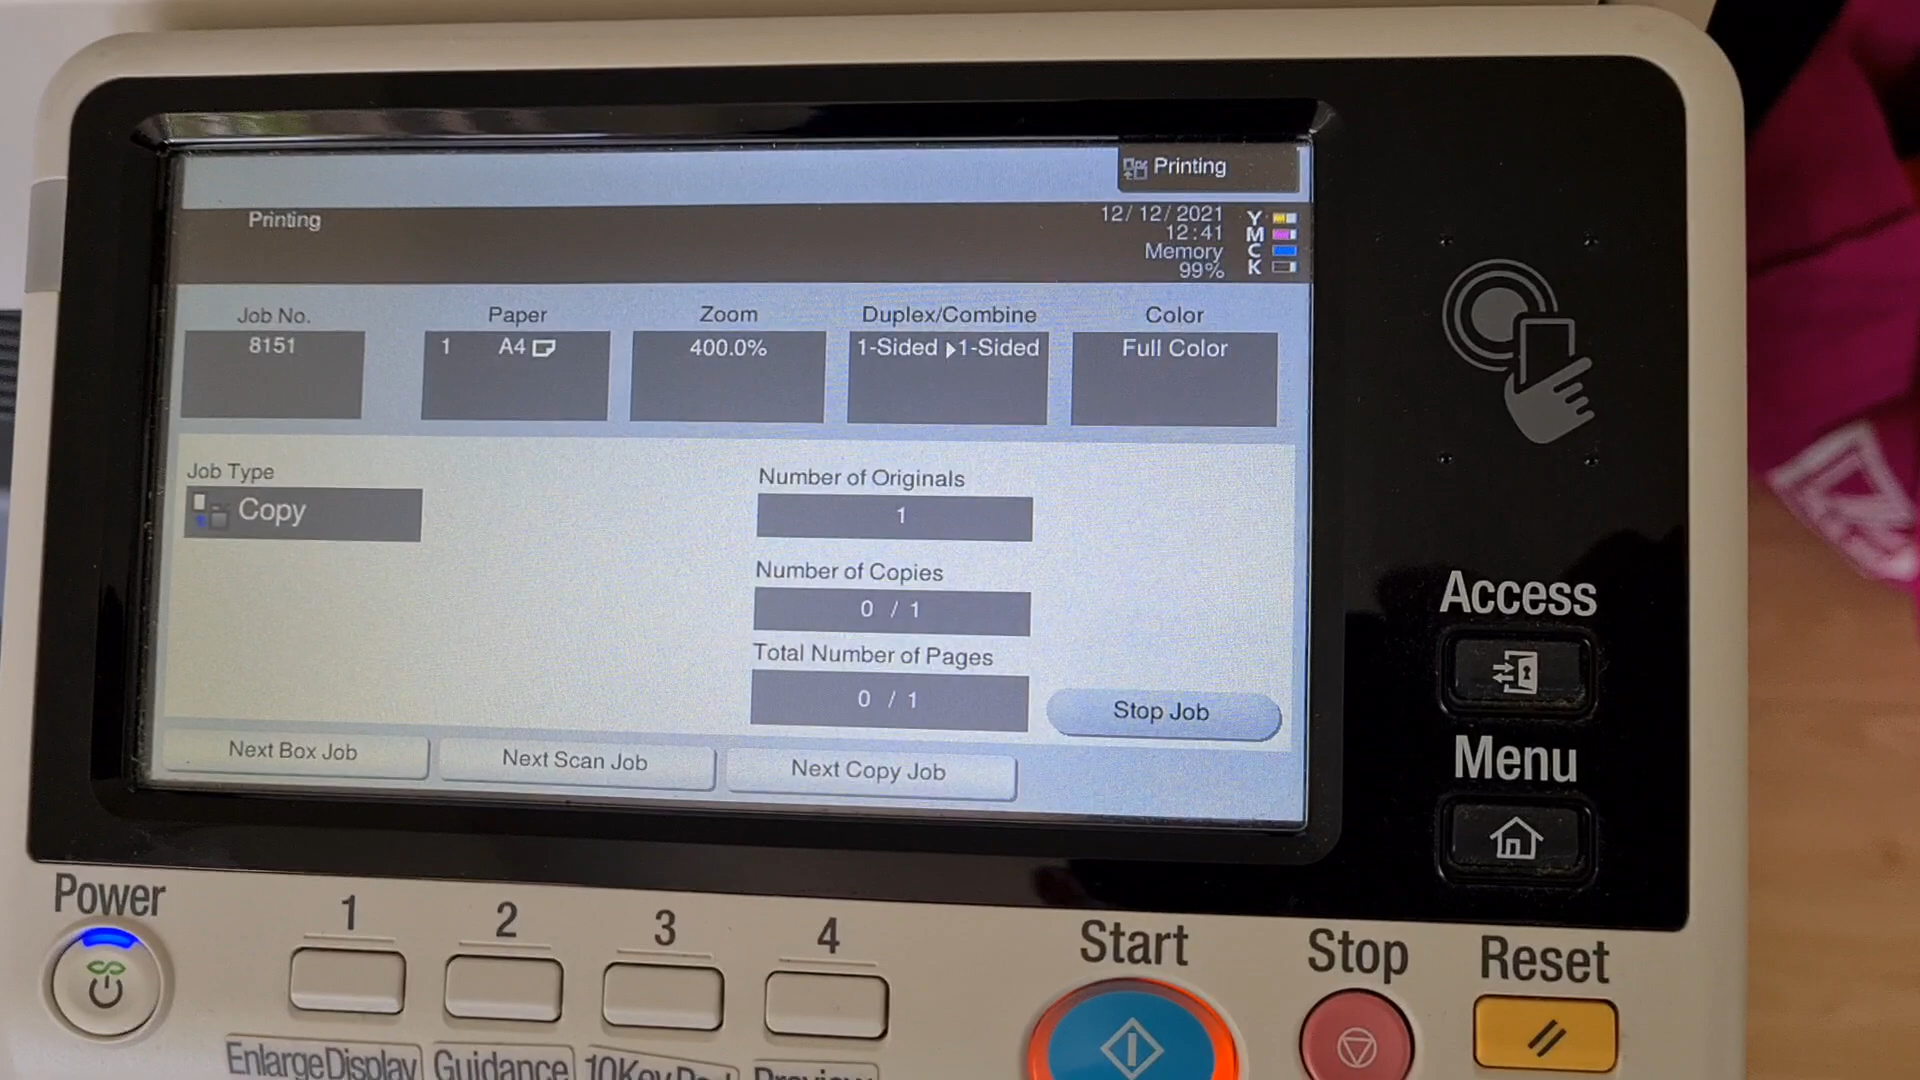 Printing
Printing
12/12/2021
12:41
Memory
99%
Y
M
C
K
Job No.
8151
Paper
1 A4
Zoom
400.0%
Duplex/Combine
1-Sided ▶1-Sided
Color
Full Color
Job Type
Copy
Number of Originals
1
Number of Copies
0 / 1
Total Number of Pages
0 / 1
Stop Job
Next Box Job
Next Scan Job
Next Copy Job
Access
Menu
Power
1
2
3
4
Start
Stop
Reset
EnlargeDisplay
Guidance